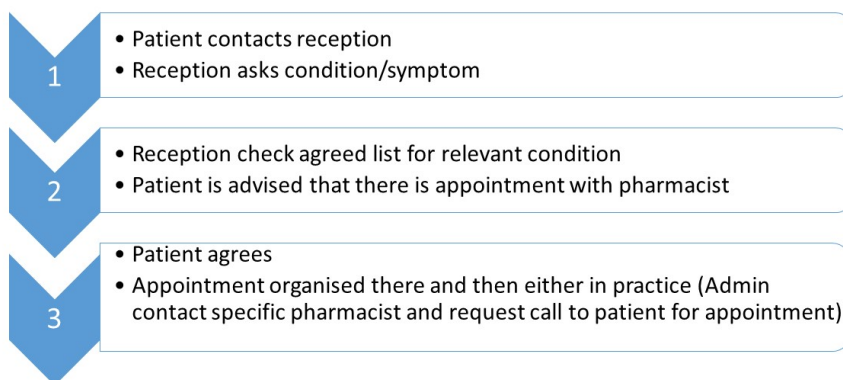 1
• Patient contacts reception
• Reception asks condition/symptom
2
• Reception check agreed list for relevant condition
• Patient is advised that there is appointment with pharmacist
3
• Patient agrees
• Appointment organised there and then either in practice (Admin
contact specific pharmacist and request call to patient for appointment)